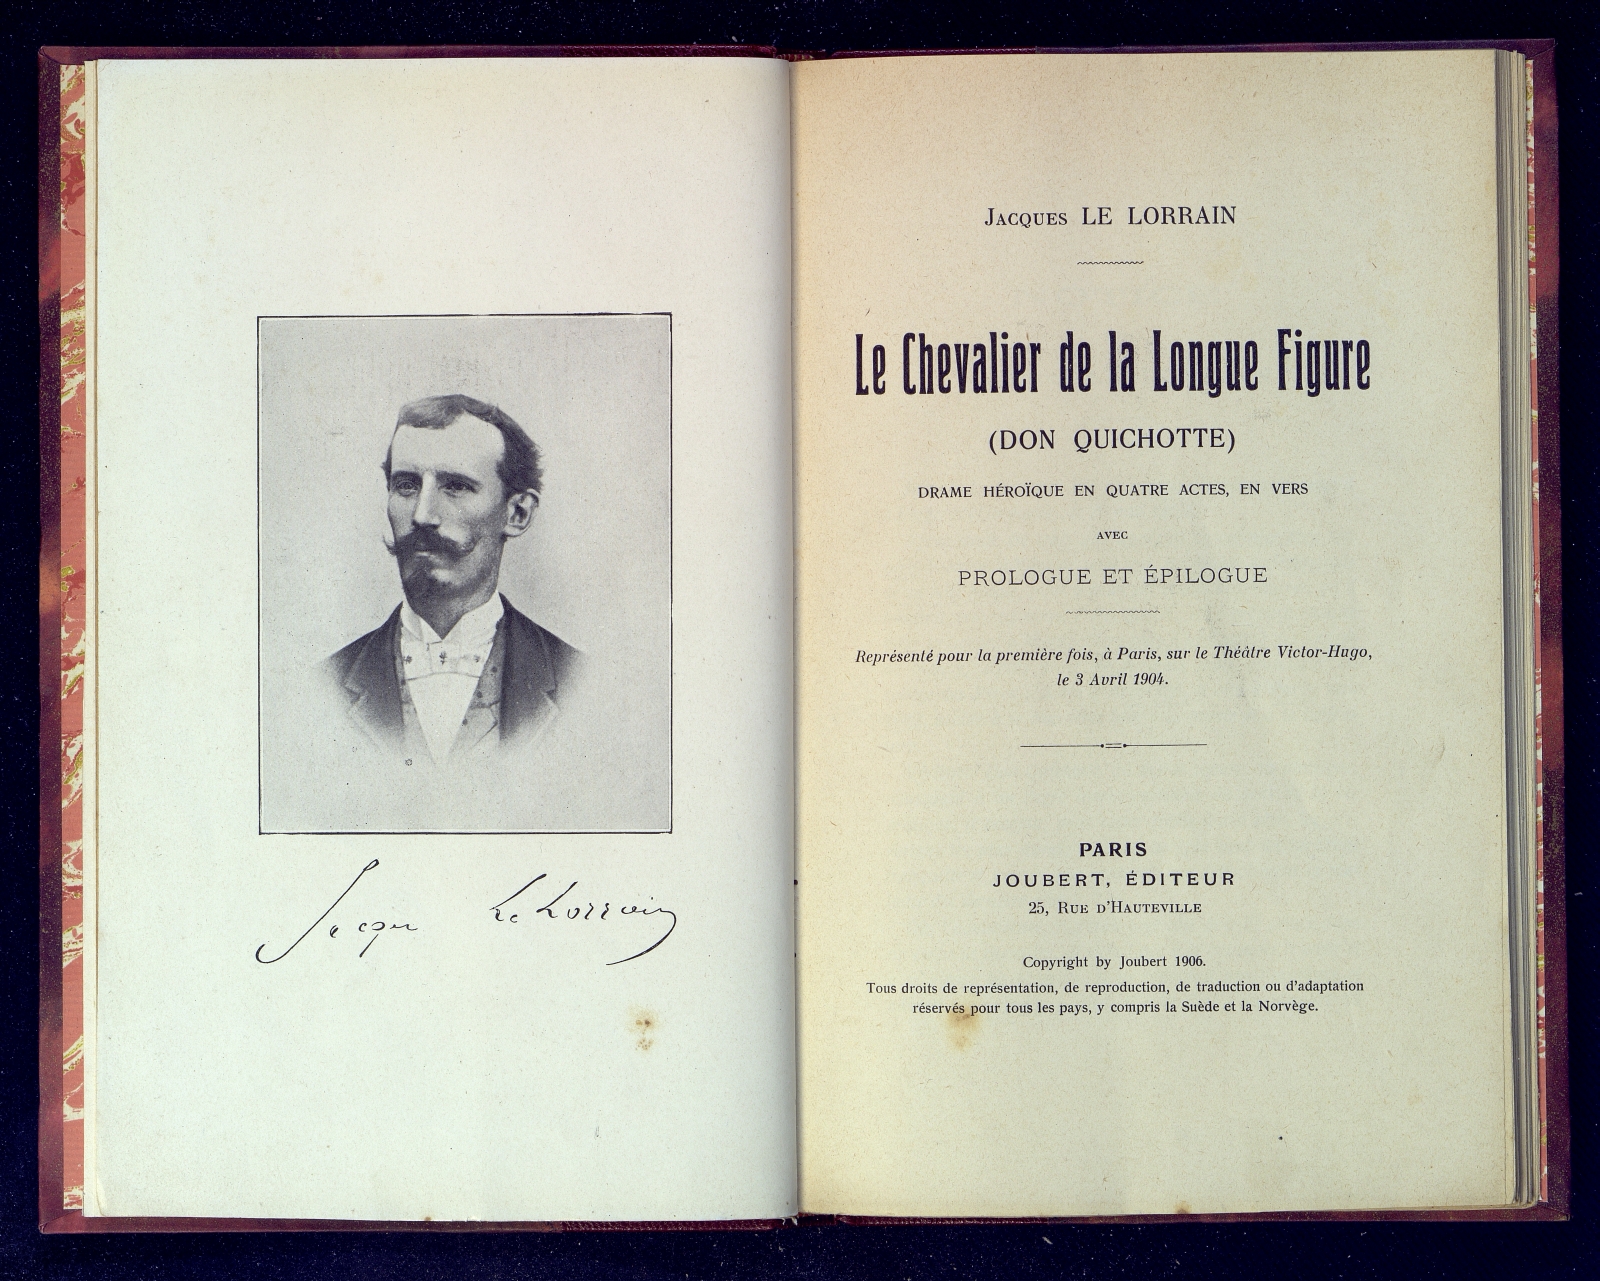 Jacques Le Lorrain
Jacques LE LORRAIN
Le Chevalier de la Longue Figure
(DON QUICHOTTE)
DRAME HÉROÏQUE EN QUATRE ACTES, EN VERS
AVEC
PROLOGUE ET ÉPILOGUE
Représenté pour la première fois, à Paris, sur le Théâtre Victor-Hugo,
le 3 Avril 1904.
PARIS
JOUBERT, ÉDITEUR
25, Rue d'Hauteville
Copyright by Joubert 1906.
Tous droits de représentation, de reproduction, de traduction ou d'adaptation
réservés pour tous les pays, y compris la Suède et la Norvège.